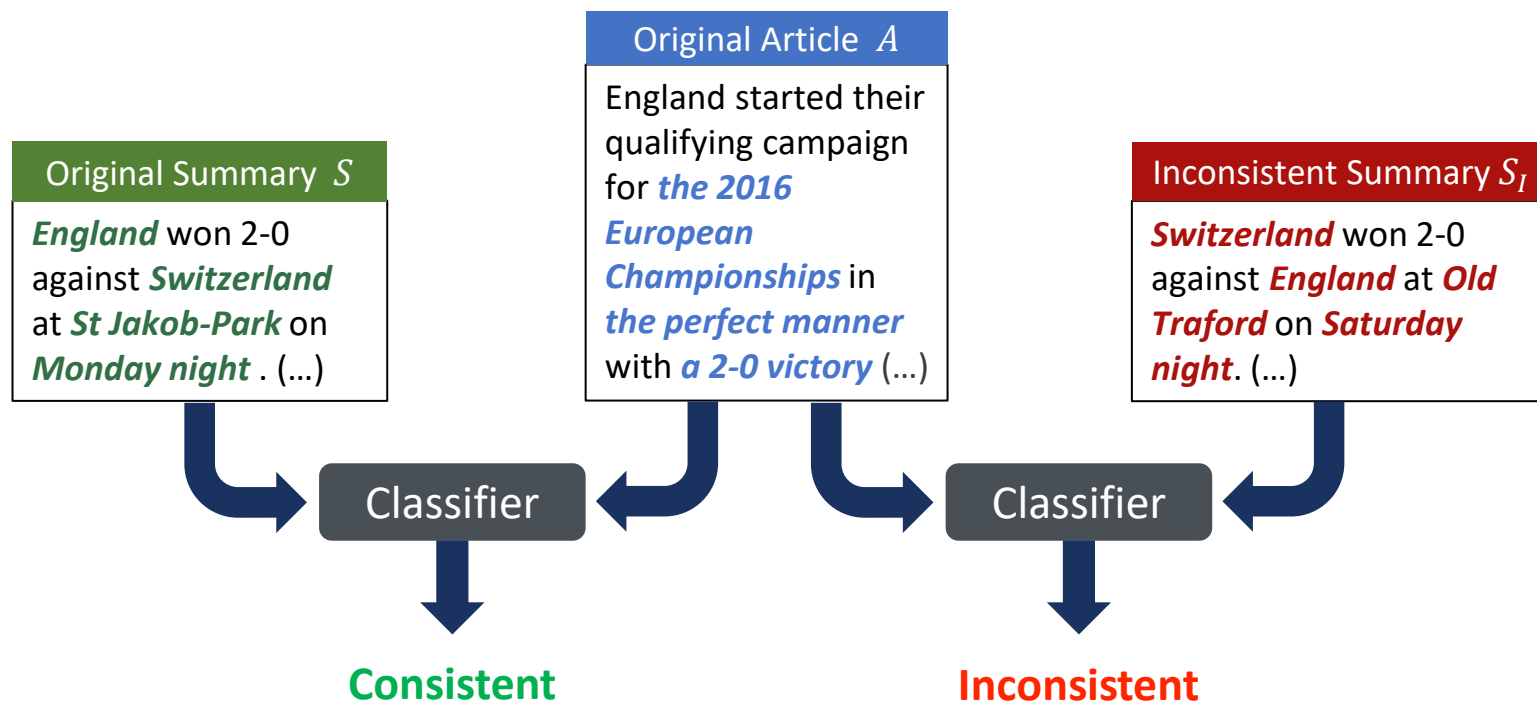 Original Article A
England started their
qualifying campaign
for the 2016
European
Championships in
the perfect manner
with a 2-0 victory (...)
Original Summary S
England won 2-0
against Switzerland
at St Jakob-Park on
Monday night . (...)
Inconsistent Summary S_I
Switzerland won 2-0
against England at Old
Traford on Saturday
night. (...)
Classifier
Classifier
Consistent
Inconsistent